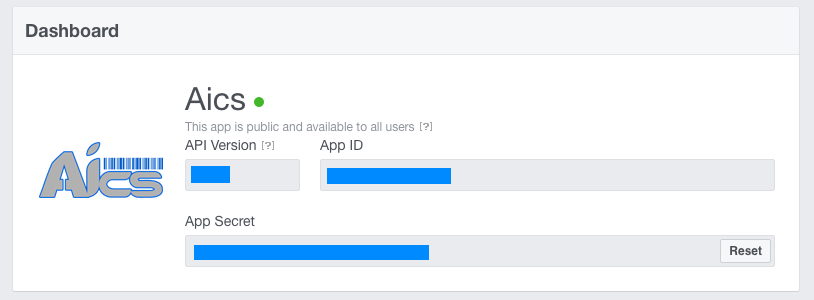 Dashboard
Aics
Aics
This app is public and available to all users [?]
API Version [?]
App ID
App Secret
Reset